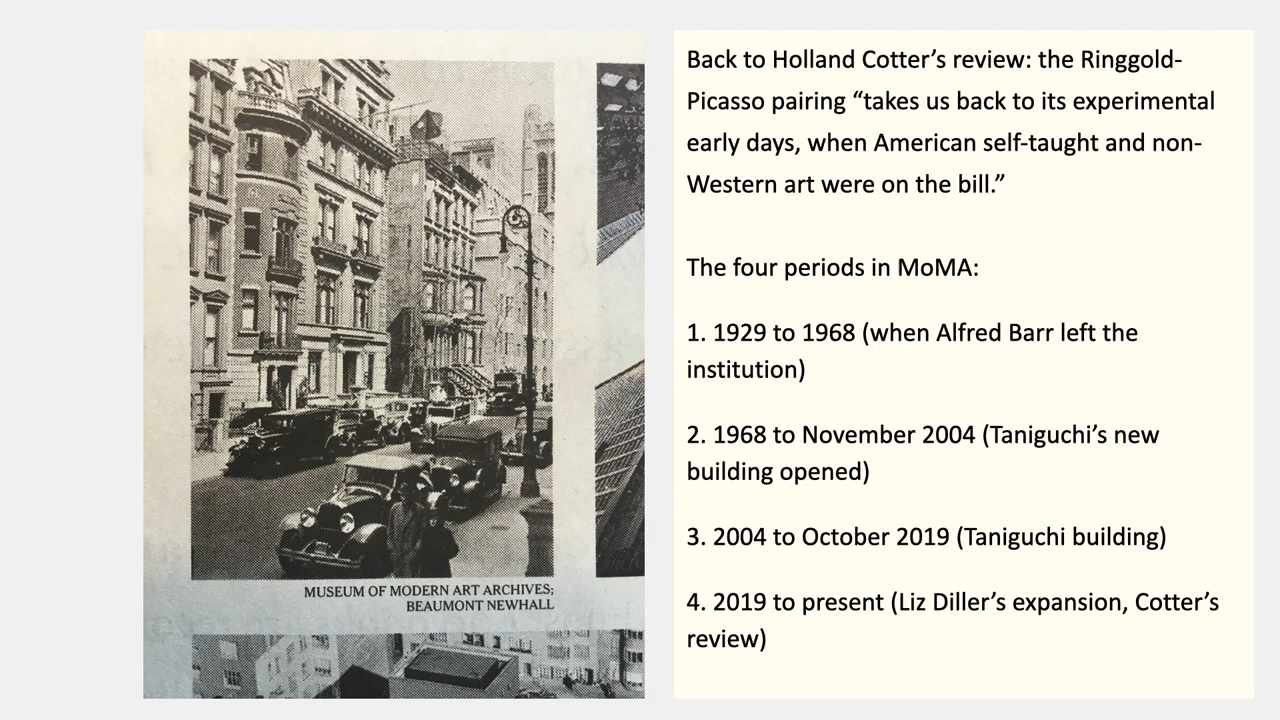 MUSEUM OF MODERN ART ARCHIVES;
BEAUMONT NEWHALL
Back to Holland Cotter’s review: the Ringgold-
Picasso pairing “takes us back to its experimental
early days, when American self-taught and non-
Western art were on the bill.”
The four periods in MoMA:
1. 1929 to 1968 (when Alfred Barr left the
institution)
2. 1968 to November 2004 (Taniguchi’s new
building opened)
3. 2004 to October 2019 (Taniguchi building)
4. 2019 to present (Liz Diller’s expansion, Cotter’s
review)